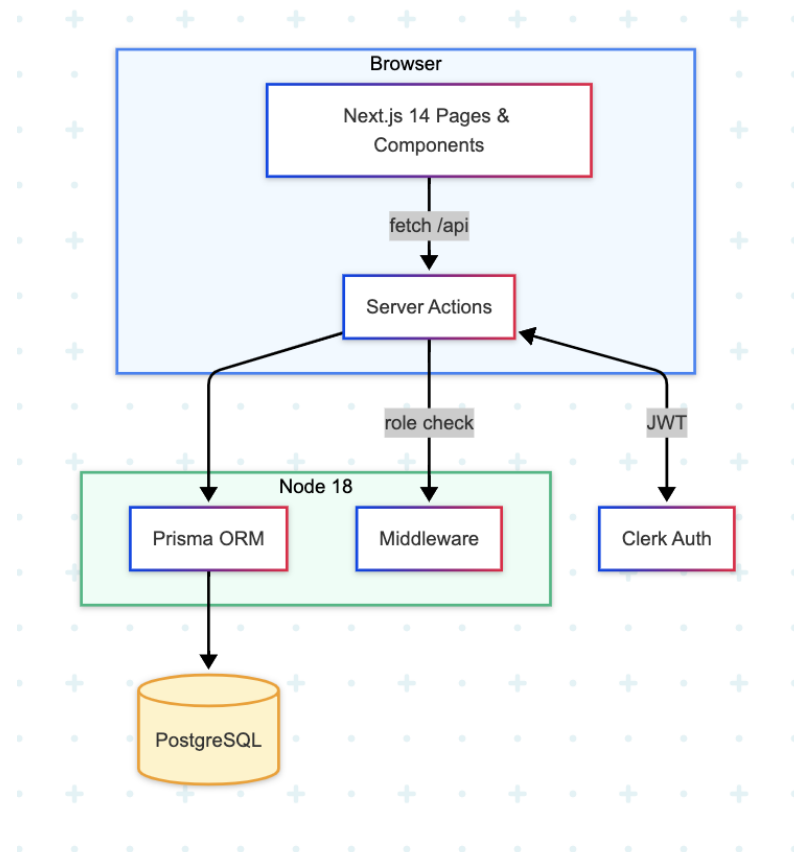 Browser
Next.js 14 Pages &
Components
fetch /api
Server Actions
role check
JWT
Node 18
Prisma ORM
Middleware
Clerk Auth
PostgreSQL